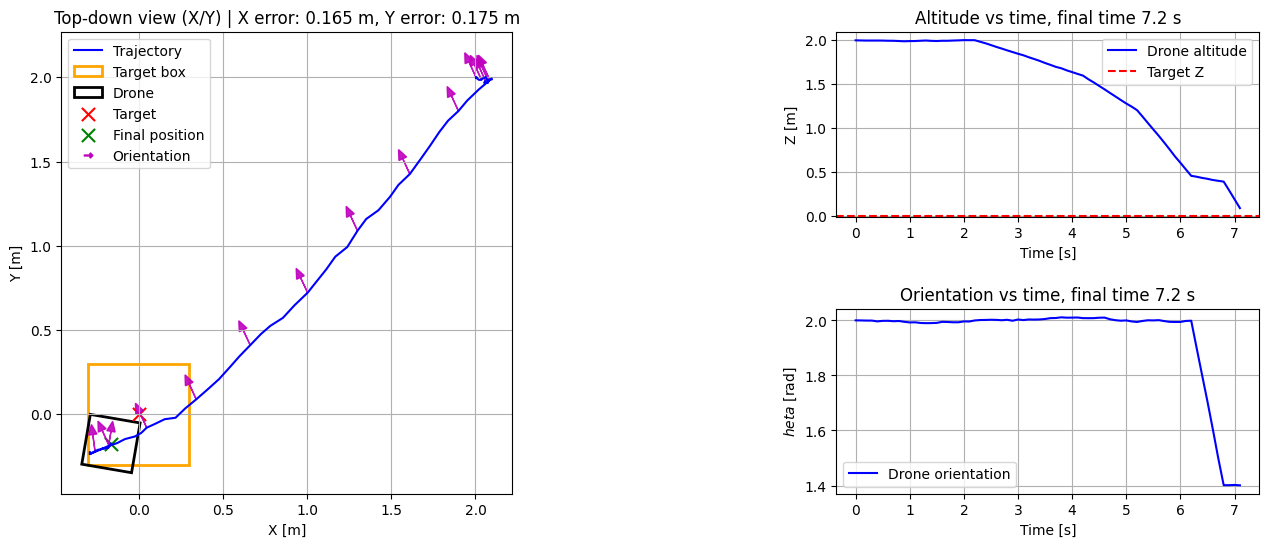 Top-down view (X/Y) | X error: 0.165 m, Y error: 0.175 m
Trajectory
Target box
Drone
Target
Final position
Orientation
2.0
1.5
1.0
0.5
0.0
Y [m]
0.0 0.5 1.0 1.5 2.0
X [m]
Altitude vs time, final time 7.2 s
Drone altitude
Target Z
2.0
1.5
1.0
0.5
0.0
Z [m]
0 1 2 3 4 5 6 7
Time [s]
Orientation vs time, final time 7.2 s
2.0
1.8
1.6
1.4
heta [rad]
Drone orientation
0 1 2 3 4 5 6 7
Time [s]